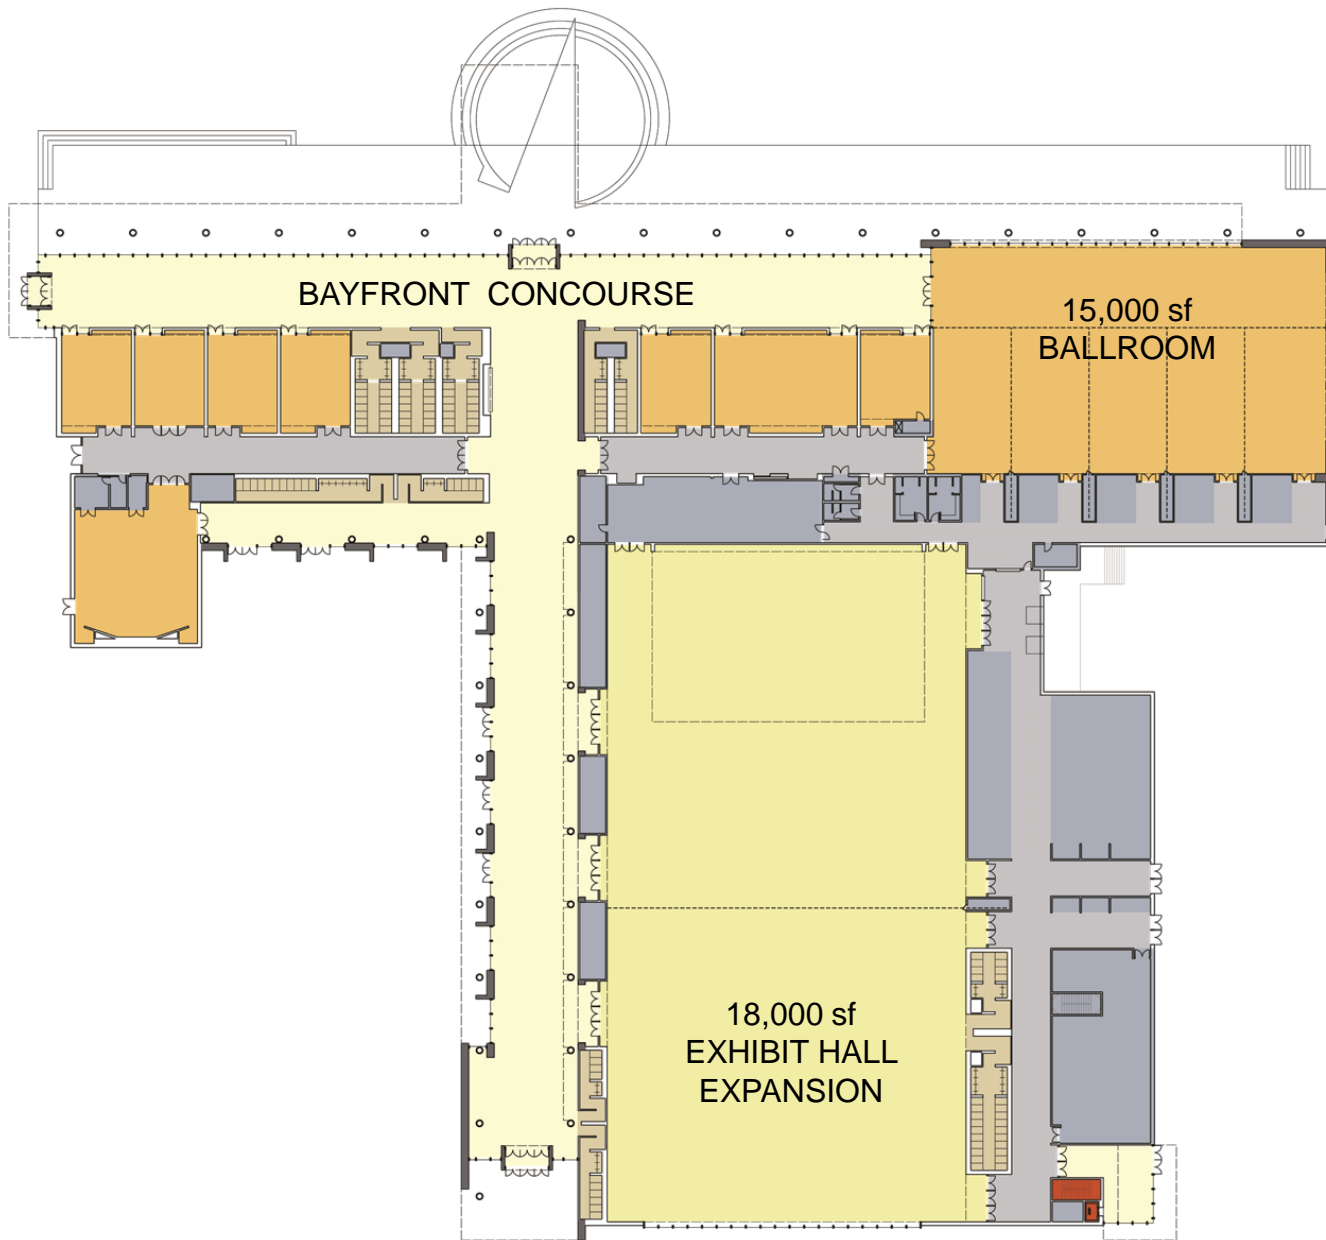 BAYFRONT CONCOURSE
15,000 sf
BALLROOM
18,000 sf
EXHIBIT HALL
EXPANSION